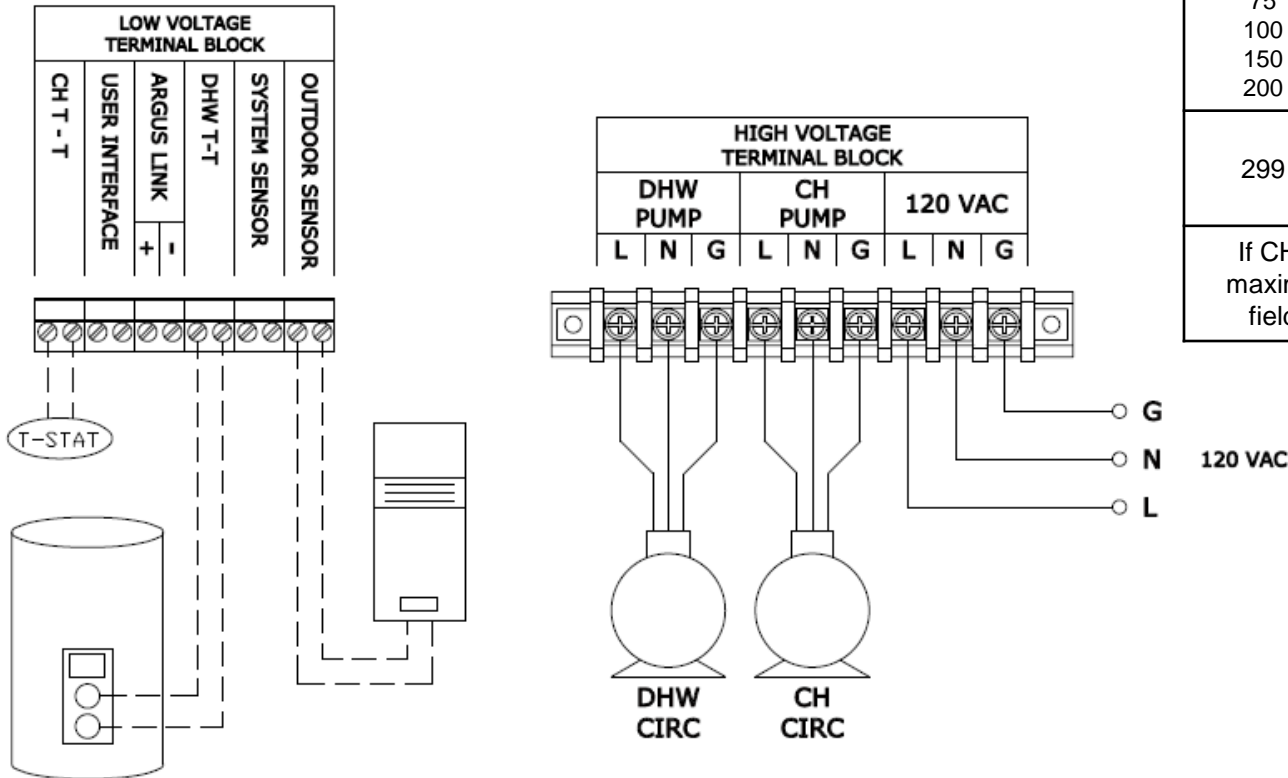 LOW VOLTAGE
TERMINAL BLOCK
CH T - T
USER INTERFACE
ARGUS LINK
+ -
DHW T-T
SYSTEM SENSOR
OUTDOOR SENSOR
T-STAT
HIGH VOLTAGE
TERMINAL BLOCK
DHW
PUMP
CH
PUMP
120 VAC
L N G L N G L N G
G
N 120 VAC
L
DHW
CIRC
CH
CIRC
75
100
150
200
299
If CH